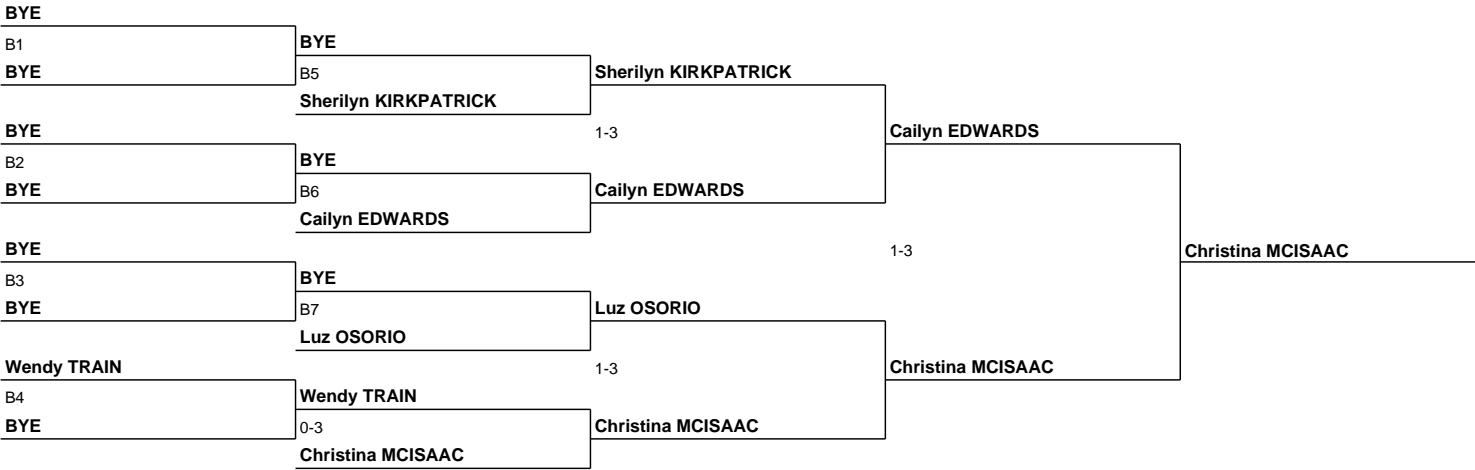 BYE
B1
BYE
BYE
B5
Sherilyn KIRKPATRICK
Sherilyn KIRKPATRICK
BYE
1-3
Cailyn EDWARDS
B2
BYE
BYE
B6
Cailyn EDWARDS
Cailyn EDWARDS
BYE
1-3
Christina MCISAAC
B3
BYE
BYE
B7
Luz OSORIO
Luz OSORIO
Wendy TRAIN
1-3
Christina MCISAAC
B4
Wendy TRAIN
BYE
0-3
Christina MCISAAC
Christina MCISAAC